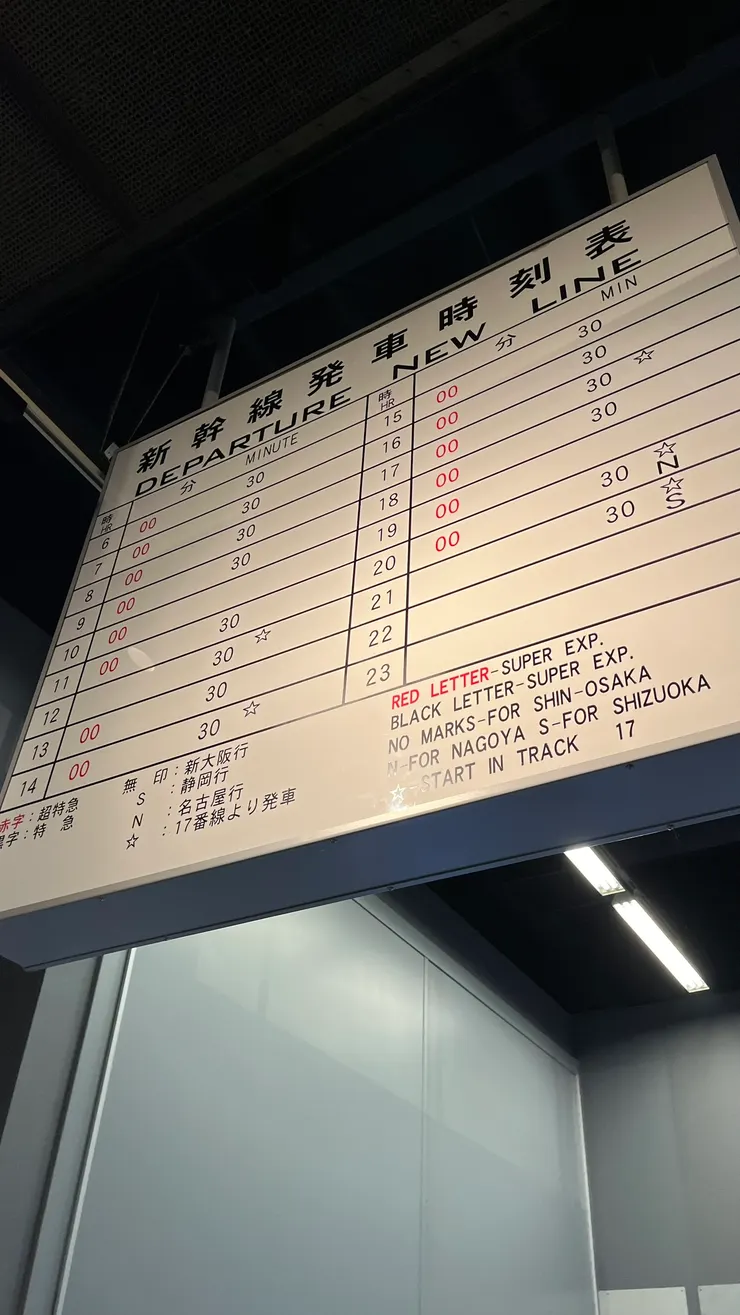 新幹線発車時刻表
DEPARTURE NEW LINE
時 HR 分 MINUTE
6 00 30
7 00 30
8 00 30
9 00 30
10 00
11 00 30
12 30 ☆
13 00 30
14 00 30 ☆
時 HR 分 MIN
15 00 30
16 00 30
17 00 30 ☆
18 00 30
19 00
20 00 30 ☆N
21 30 ☆S
22
23
赤字：超特急
黒字：特 急
無 印：新大阪行
S ：静岡行
N ：名古屋行
☆ ：17番線より発車
RED LETTER-SUPER EXP.
BLACK LETTER-SUPER EXP.
NO MARKS-FOR SHIN-OSAKA
N-FOR NAGOYA S-FOR SHIZUOKA
☆-START IN TRACK 17